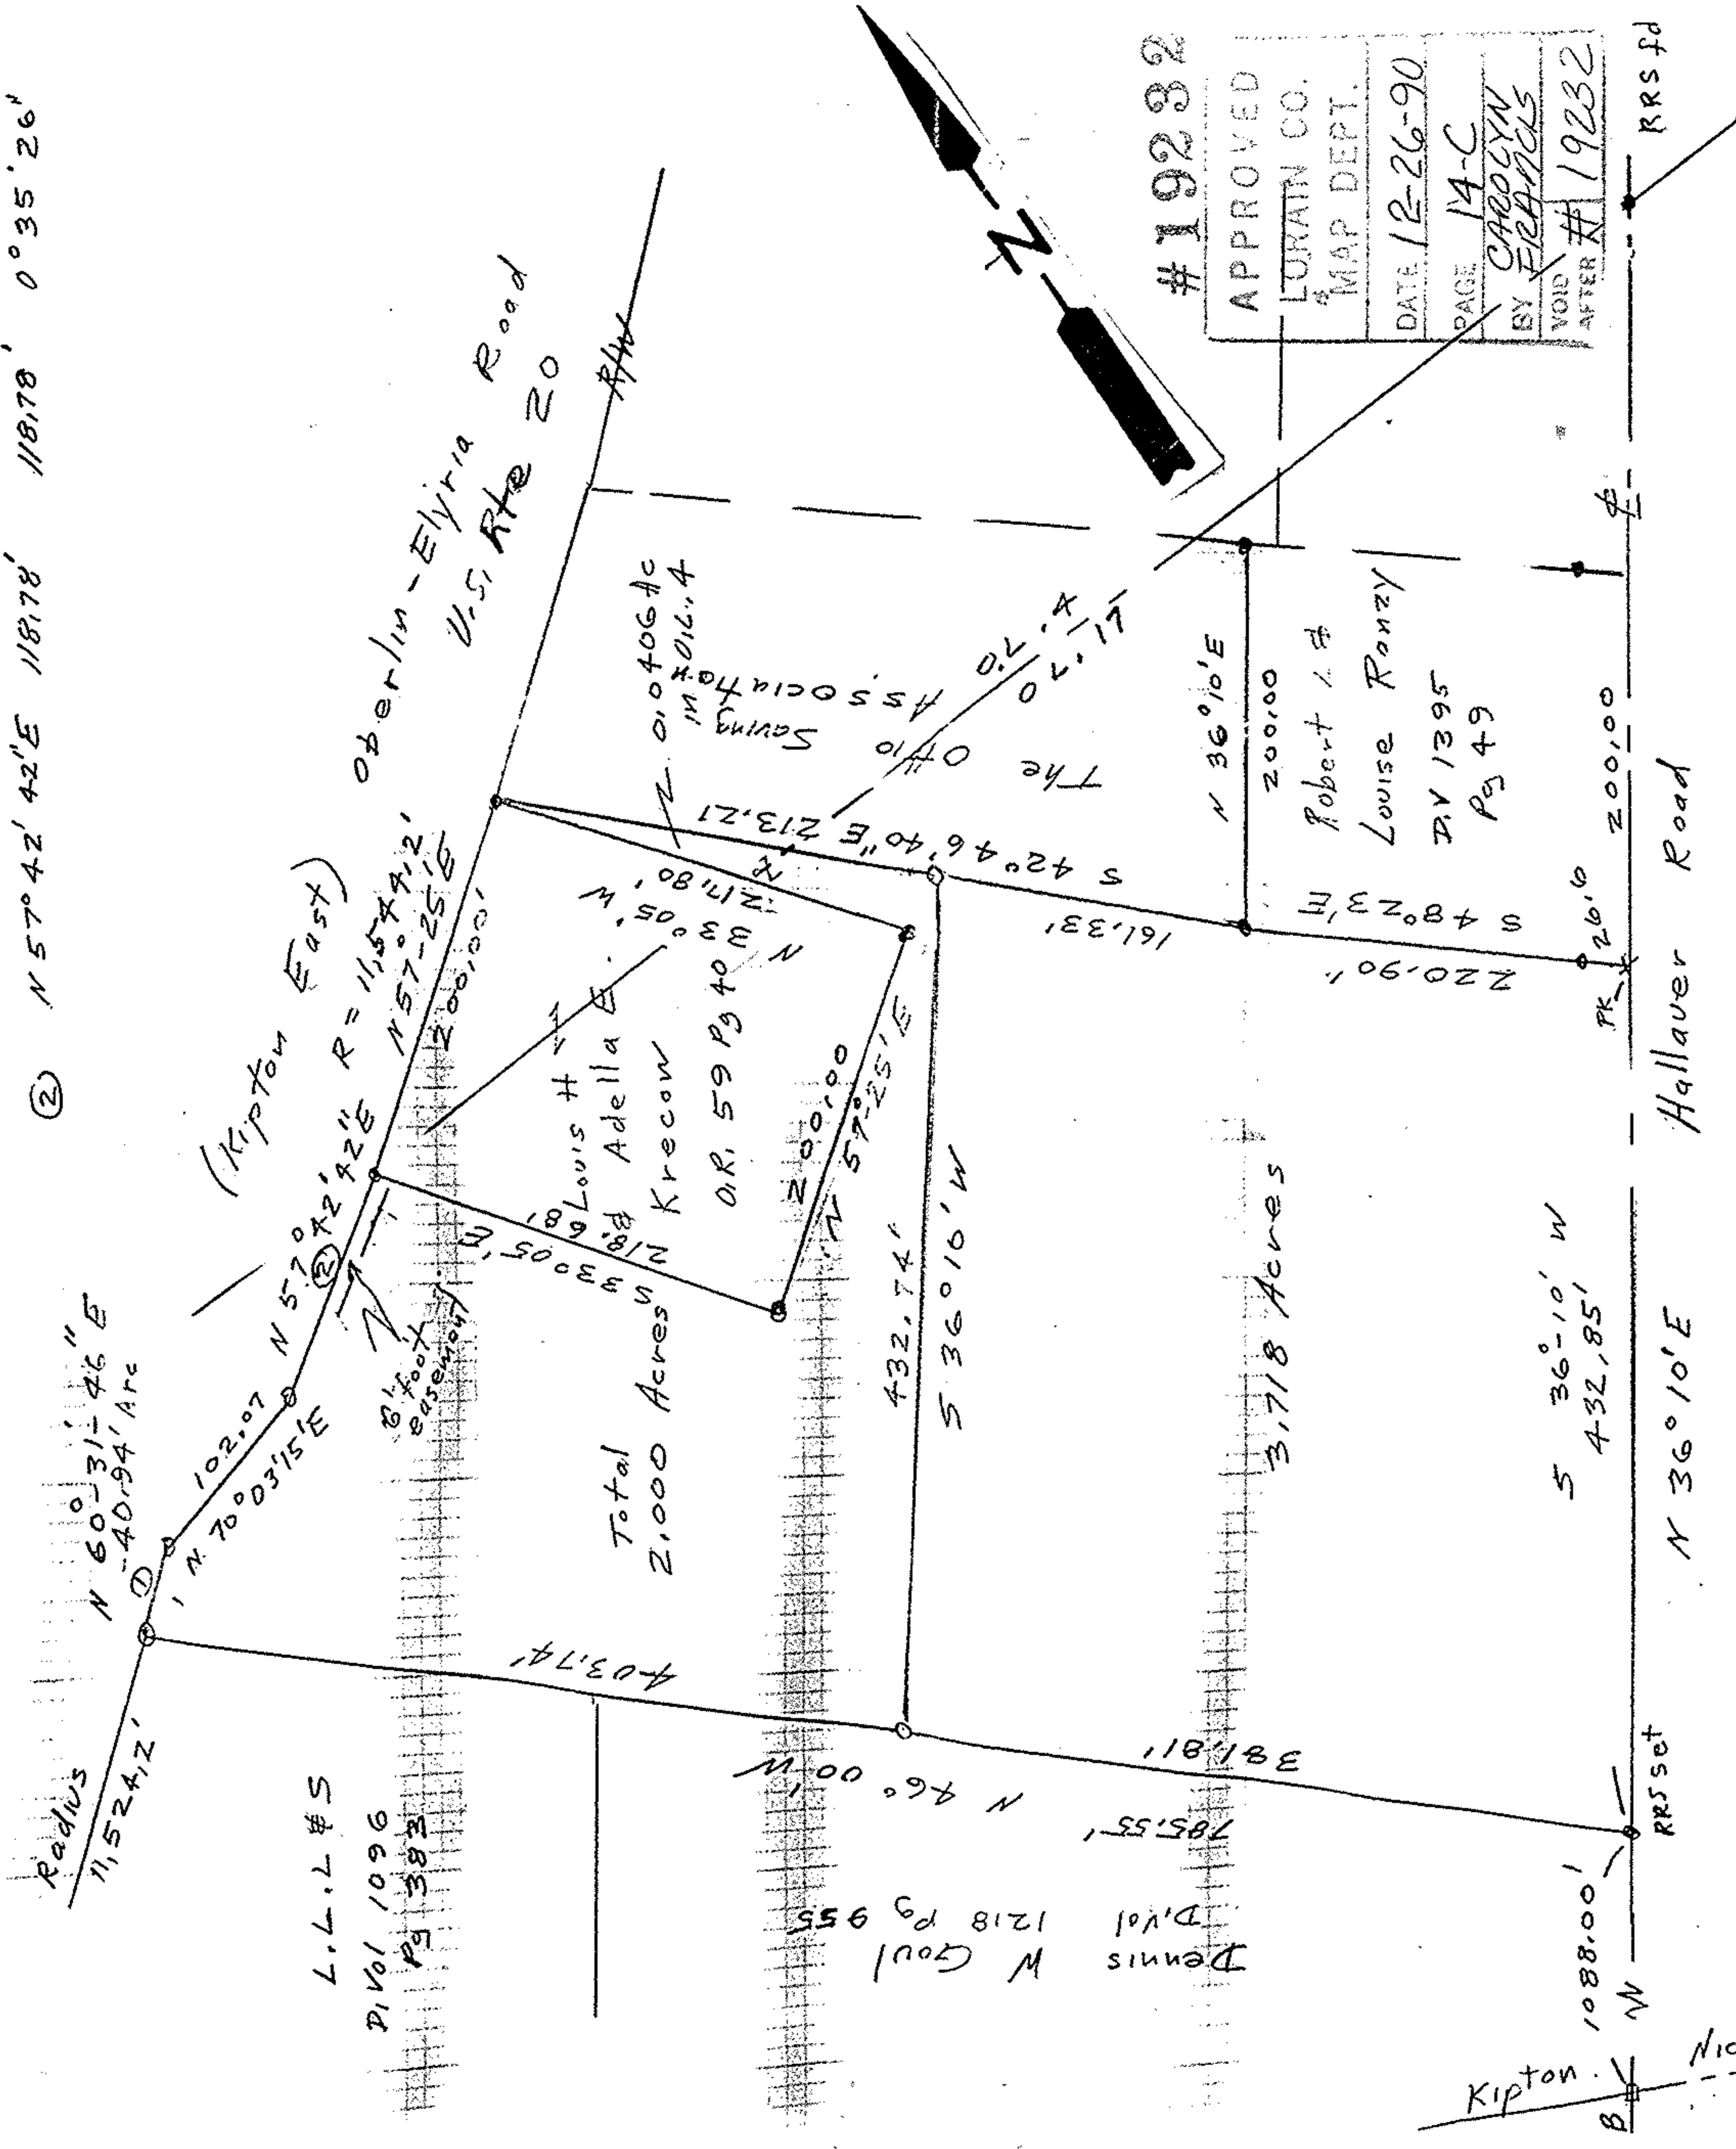 ② N 57° 42' 42"E 118.78' 118.78' 0° 35' 26"
Radius
11,524.2'
N 60°-31'-46" E
40.94' Arc
①
102.07
N 70° 03' 15" E
(Kipton East)
N 57° 42' 42" E R = 11,544.2'
②
N 57°-25' E
200.00'
Oberlin - Elyria Road
U.S. Rte 20
R/W
8' foot
easement
L.L.L #5
D. Vol 1096
Pg 383
Total
2.000 Acres
S 33° 05' E
218.68'
Louis H &
Adella E.
Krecow
O.R. 59 Pg 40
N 33° 05' W
217.80'
200.00
N 57°-25' E
0.0406 Ac
in O.L. 4
The Ohio
Saving
Association
S 42° 46' 40" E 213.21
161.33'
O.L. 4
O.L. 17
N 36° 10' E
200.00
Robert L &
Louise Ronzy
D.V 1395
Pg 49
S 48° 23' E
220.90'
403.74'
432.74'
S 36° 10' W
N 46° 00' W
785.55'
381.81'
Dennis W Goul
D. Vol 1218 Pg 955
3.718 Acres
S 36°-10' W
432.85'
N 36° 10' E
PK
26.6
200.00
Hallauer Road
RRS set
1088.00'
Kipton
B
RRS fd
N
# 19232
APPROVED
LORAIN CO.
MAP DEPT.
DATE 12-26-90
PAGE 14-C
BY CAROLYN FRANCIS
VOID AFTER # 19232